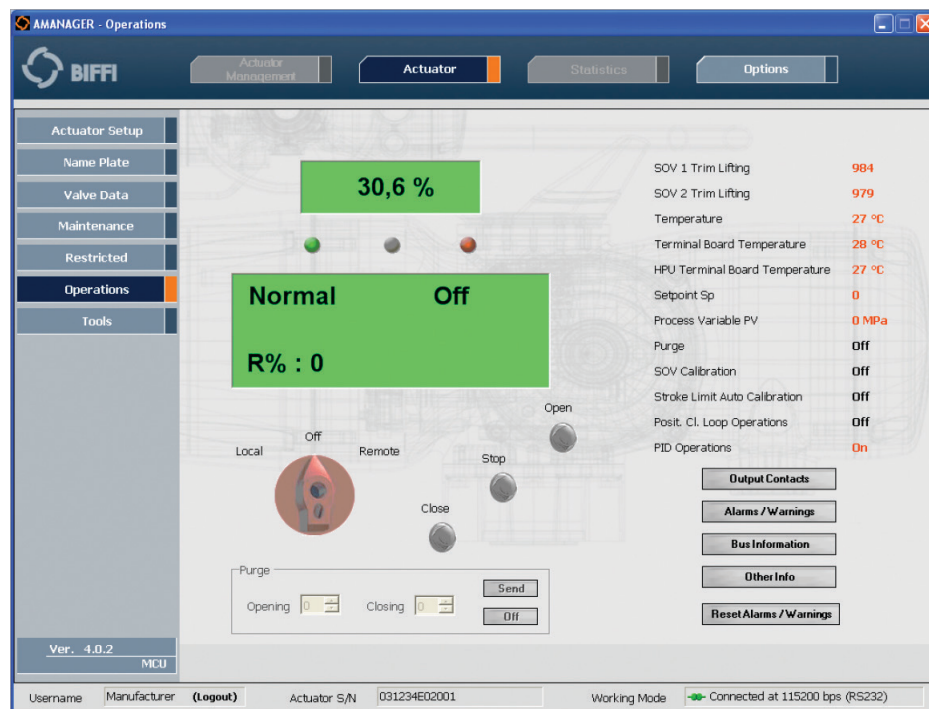 AMANAGER - Operations
BIFFI
Actuator Management
Actuator
Statistics
Options
Actuator Setup
Name Plate
Valve Data
Maintenance
Restricted
Operations
Tools
30,6 %
Normal Off
R% : 0
Open
Off
Local Remote
Stop
Close
Purge
Opening 0 Closing 0
Send
Off
SOV 1 Trim Lifting 984
SOV 2 Trim Lifting 979
Temperature 27 °C
Terminal Board Temperature 28 °C
HPU Terminal Board Temperature 27 °C
Setpoint Sp 0
Process Variable PV 0 MPa
Purge Off
SOV Calibration Off
Stroke Limit Auto Calibration Off
Posit. Cl. Loop Operations Off
PID Operations On
Output Contacts
Alarms / Warnings
Bus Information
Other Info
Reset Alarms / Warnings
Ver. 4.0.2
MCU
Username Manufacturer (Logout) Actuator S/N 031234E02001 Working Mode Connected at 115200 bps (RS232)